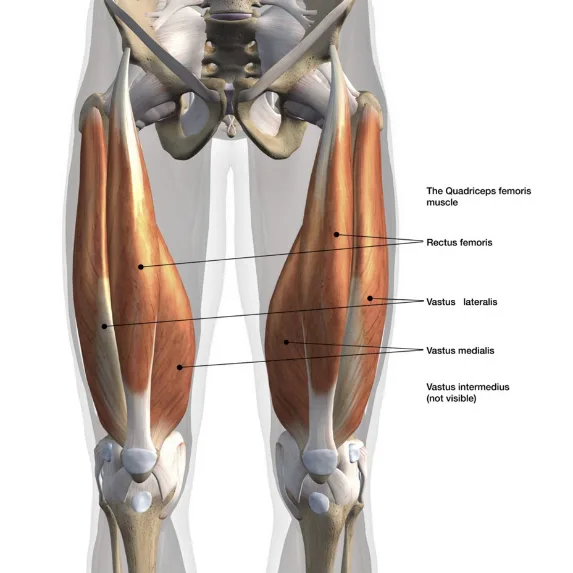 The Quadriceps femoris
muscle
Rectus femoris
Vastus lateralis
Vastus medialis
Vastus intermedius
(not visible)